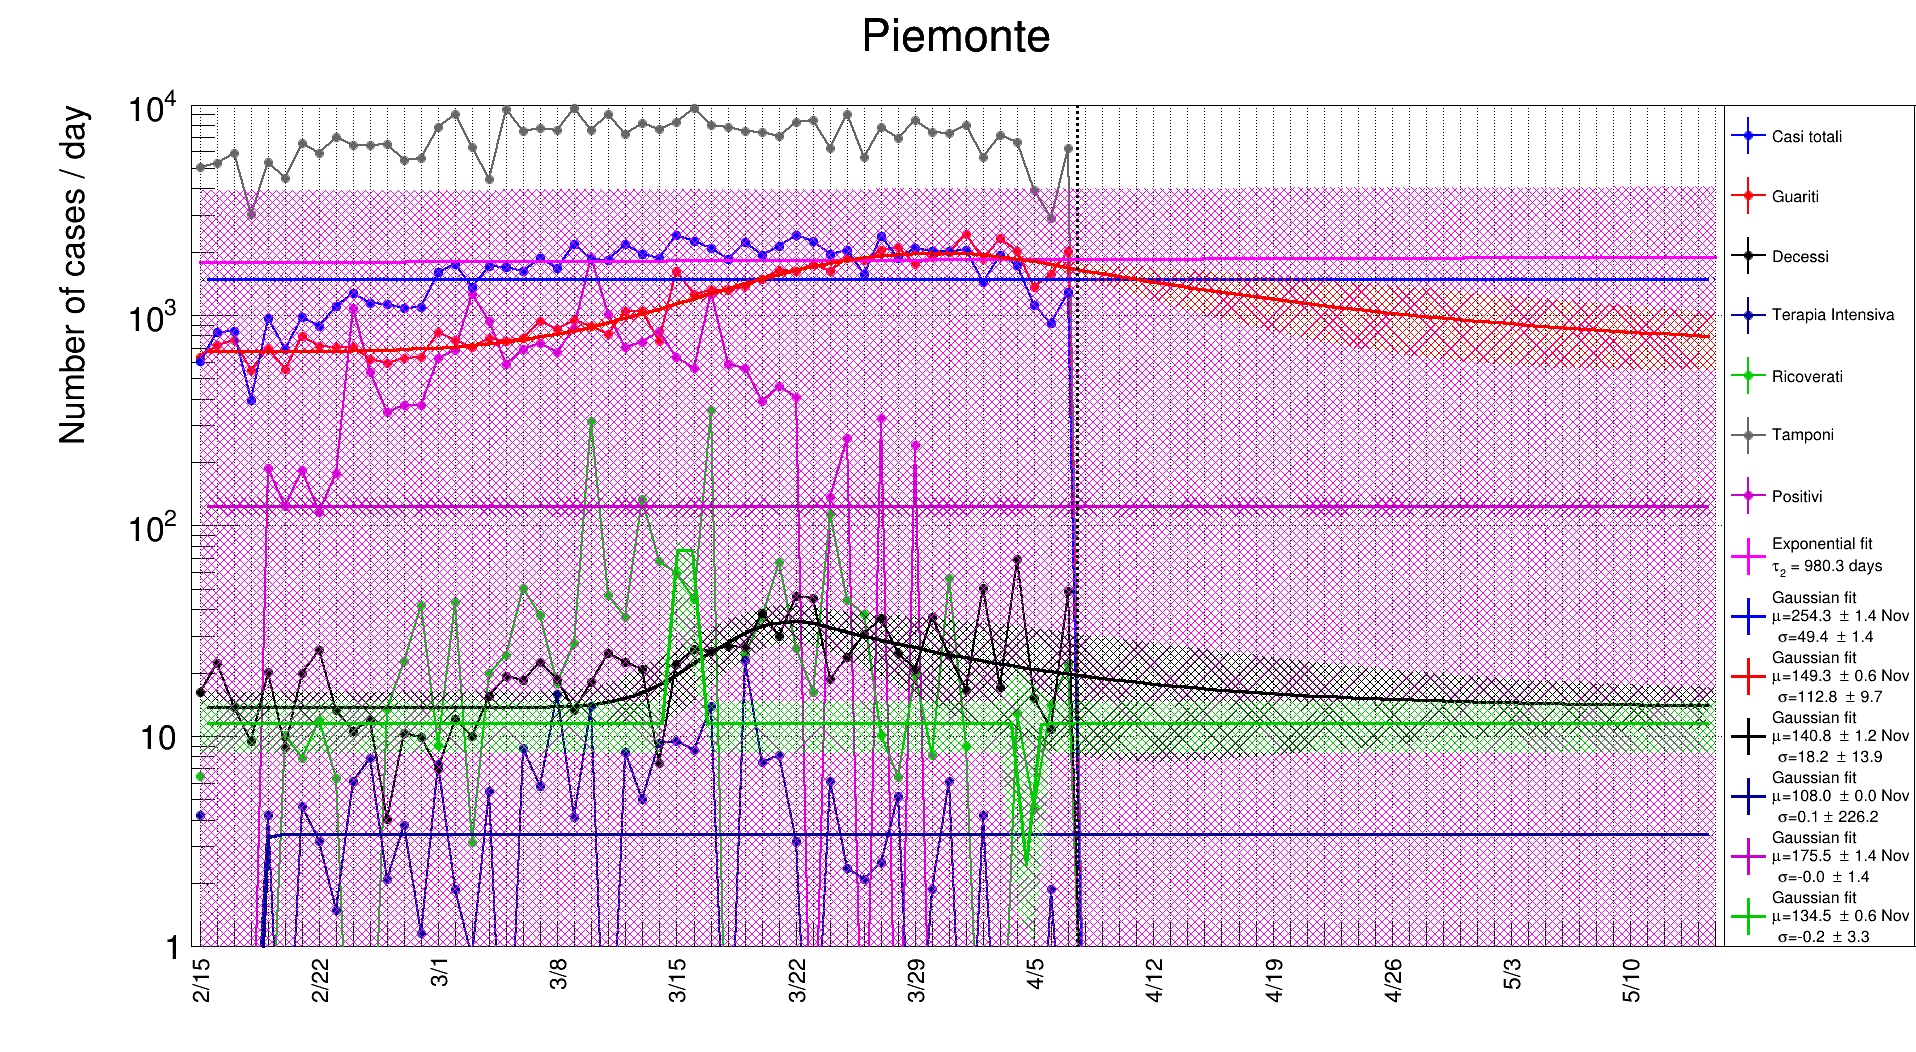 Piemonte
Number of cases / day
10^4
10^3
10^2
10
1
2/15
2/22
3/1
3/8
3/15
3/22
3/29
4/5
4/12
4/19
4/26
5/3
5/10
Casi totali
Guariti
Decessi
Terapia Intensiva
Ricoverati
Tamponi
Positivi
Exponential fit
τ_2 = 980.3 days
Gaussian fit
μ=254.3 ± 1.4 Nov
σ=49.4 ± 1.4
Gaussian fit
μ=149.3 ± 0.6 Nov
σ=112.8 ± 9.7
Gaussian fit
μ=140.8 ± 1.2 Nov
σ=18.2 ± 13.9
Gaussian fit
μ=108.0 ± 0.0 Nov
σ=0.1 ± 226.2
Gaussian fit
μ=175.5 ± 1.4 Nov
σ=-0.0 ± 1.4
Gaussian fit
μ=134.5 ± 0.6 Nov
σ=-0.2 ± 3.3